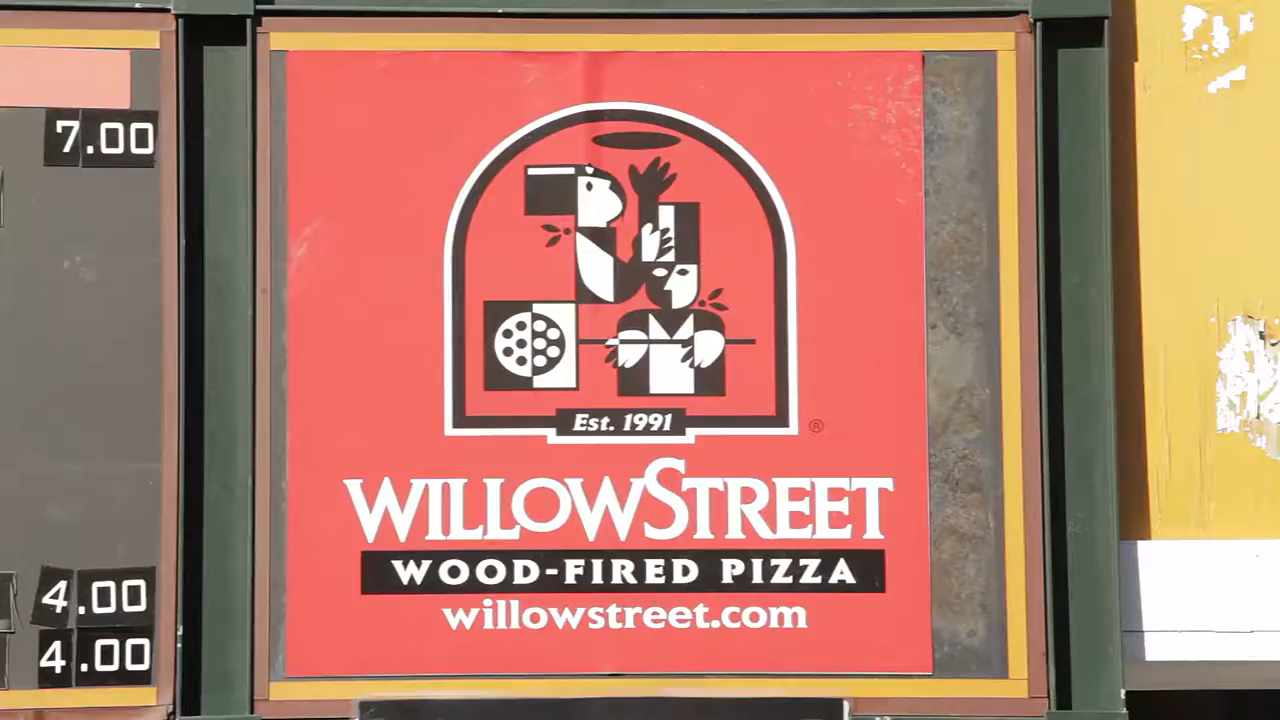 7.00
4.00
4.00
Est. 1991
®
WILLOWSTREET
WOOD-FIRED PIZZA
willowstreet.com